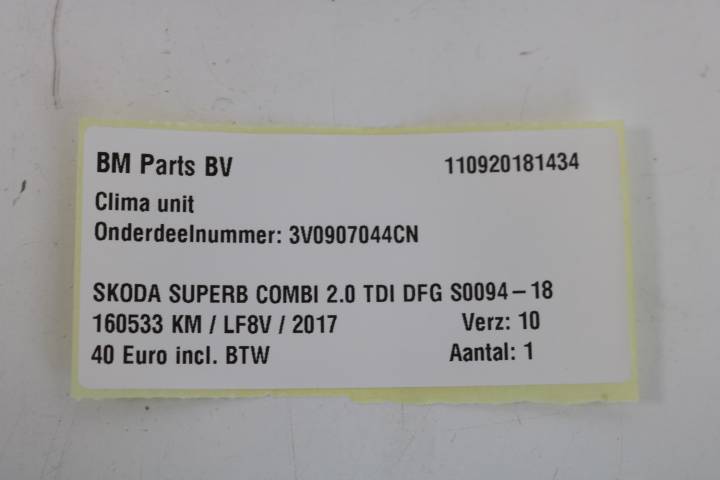 BM Parts BV 110920181434
Clima unit
Onderdeelnummer: 3V0907044CN
SKODA SUPERB COMBI 2.0 TDI DFG S0094-18
160533 KM / LF8V / 2017 Verz: 10
40 Euro incl. BTW Aantal: 1